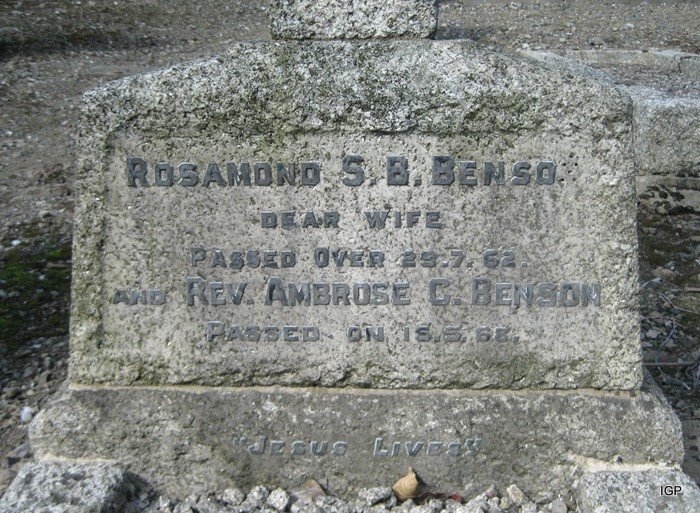 ROSAMOND S. B. BENSO
DEAR WIFE
PASSED OVER 29.7.62.
AND REV. AMBROSE C. BENSON
PASSED ON 15.5.68.
"JESUS LIVES"
IGP